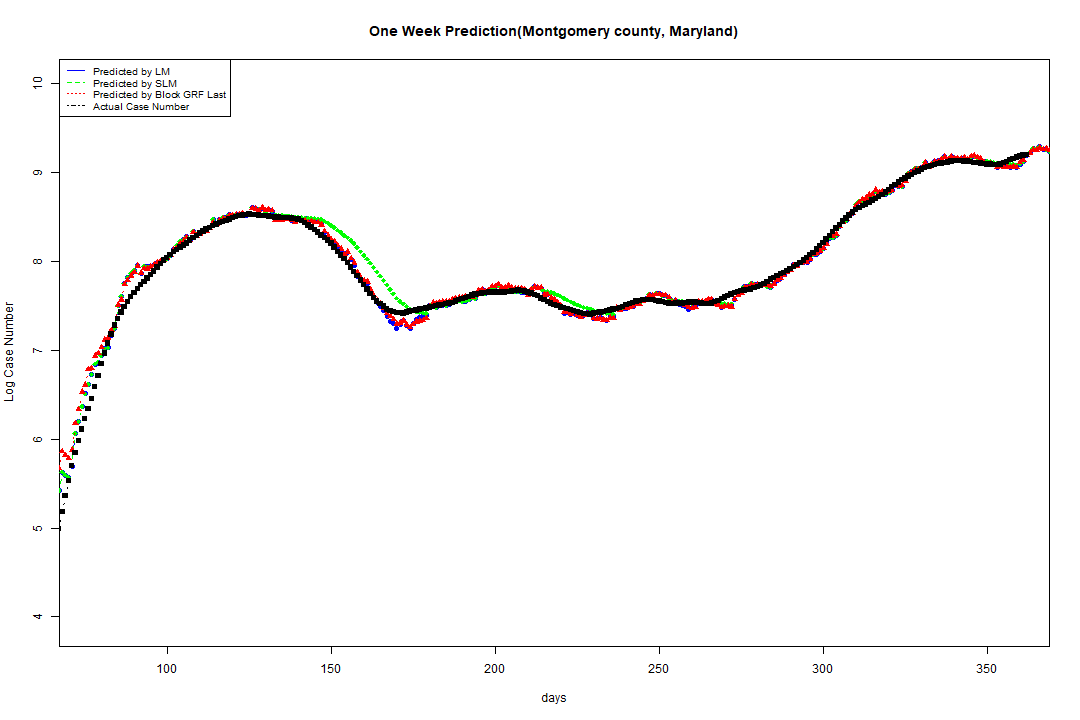 One Week Prediction(Montgomery county, Maryland)
Predicted by LM
Predicted by SLM
Predicted by Block GRF Last
Actual Case Number
10
9
8
7
6
5
4
Log Case Number
100 150 200 250 300 350
days